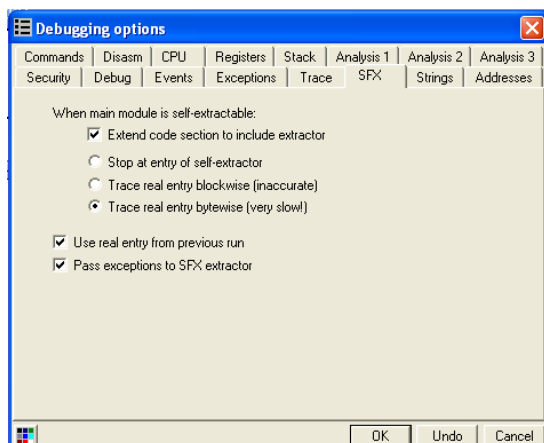 Debugging options
Commands Disasm CPU Registers Stack Analysis 1 Analysis 2 Analysis 3
Security Debug Events Exceptions Trace SFX Strings Addresses
When main module is self-extractable:
Extend code section to include extractor
Stop at entry of self-extractor
Trace real entry blockwise (inaccurate)
Trace real entry bytewise (very slow!)
Use real entry from previous run
Pass exceptions to SFX extractor
OK Undo Cancel